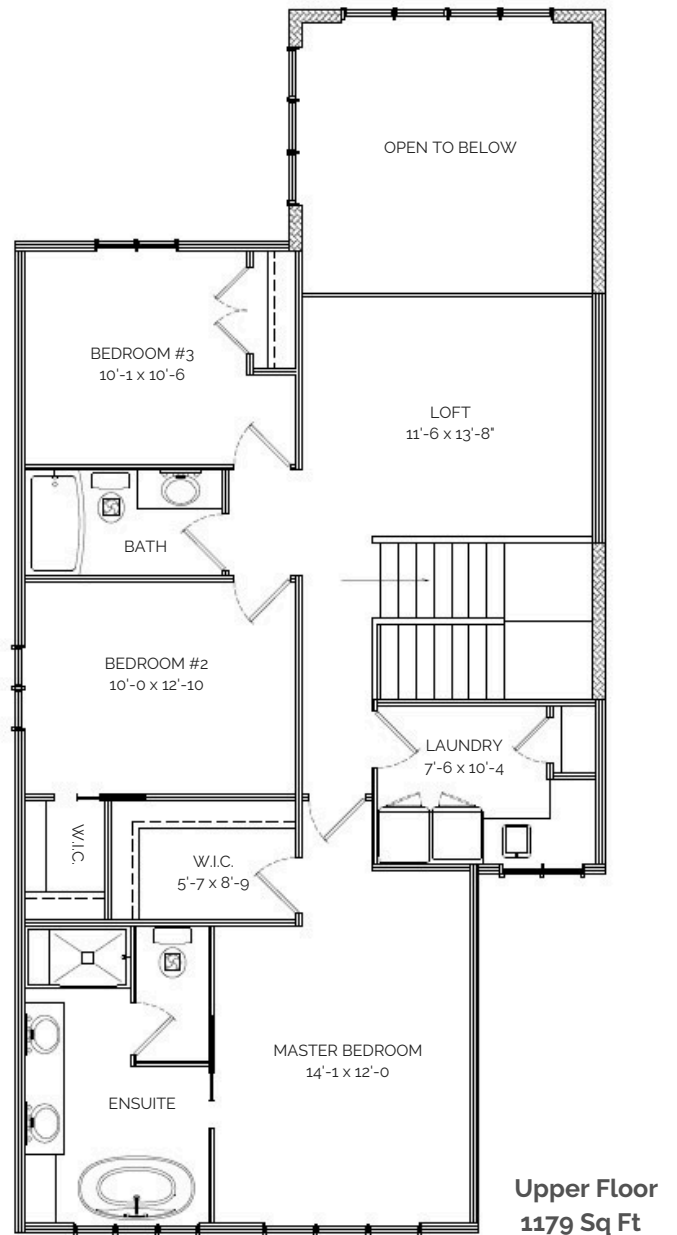 OPEN TO BELOW
BEDROOM #3
10'-1 x 10'-6
LOFT
11'-6 x 13'-8"
BATH
BEDROOM #2
10'-0 x 12'-10
LAUNDRY
7'-6 x 10'-4
W.I.C.
W.I.C.
5'-7 x 8'-9
MASTER BEDROOM
14'-1 x 12'-0
ENSUITE
Upper Floor
1179 Sq Ft